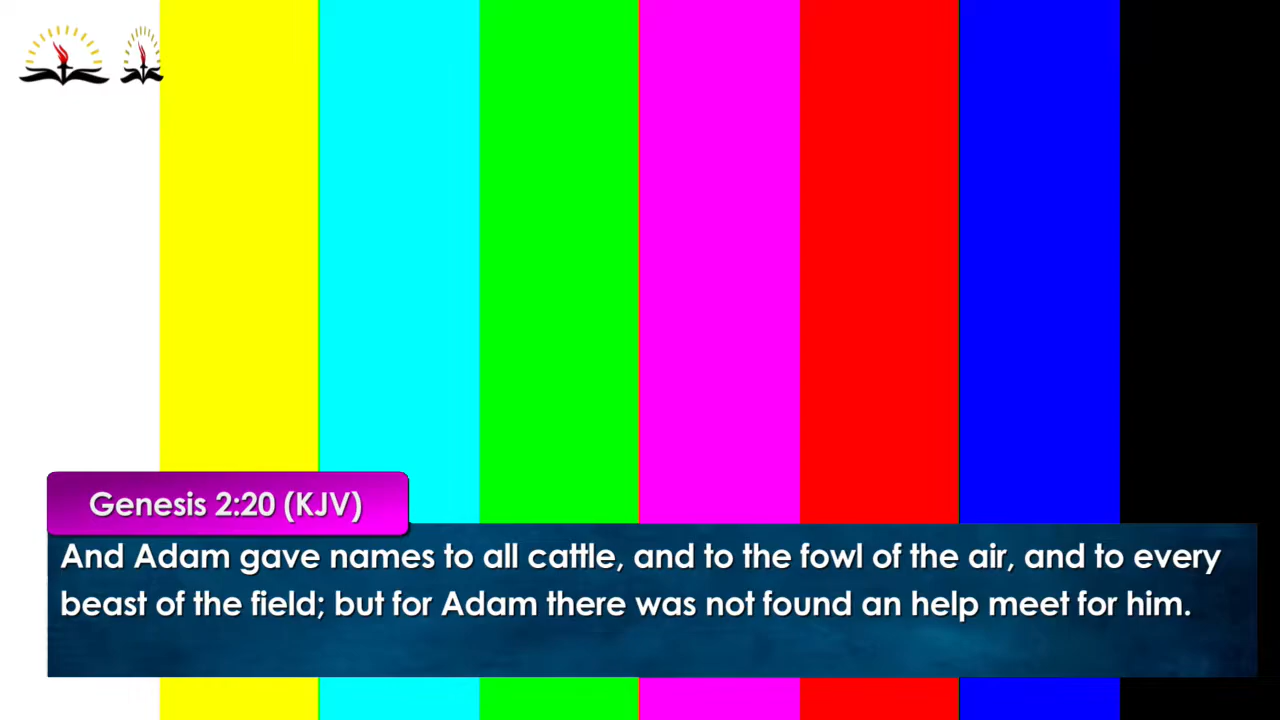 Genesis 2:20 (KJV)
And Adam gave names to all cattle, and to the fowl of the air, and to every
beast of the field; but for Adam there was not found an help meet for him.